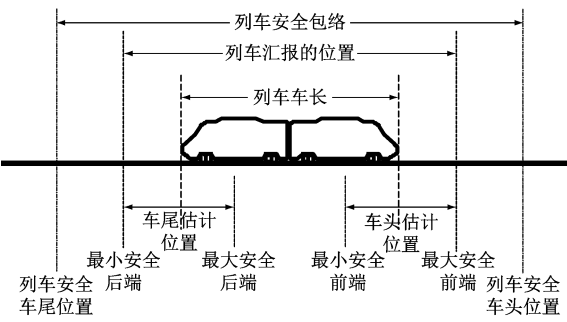 列车安全包络
列车汇报的位置
列车车长
车尾估计
位置
车头估计
位置
最小安全
后端
最大安全
后端
最小安全
前端
最大安全
前端
列车安全
车尾位置
列车安全
车头位置